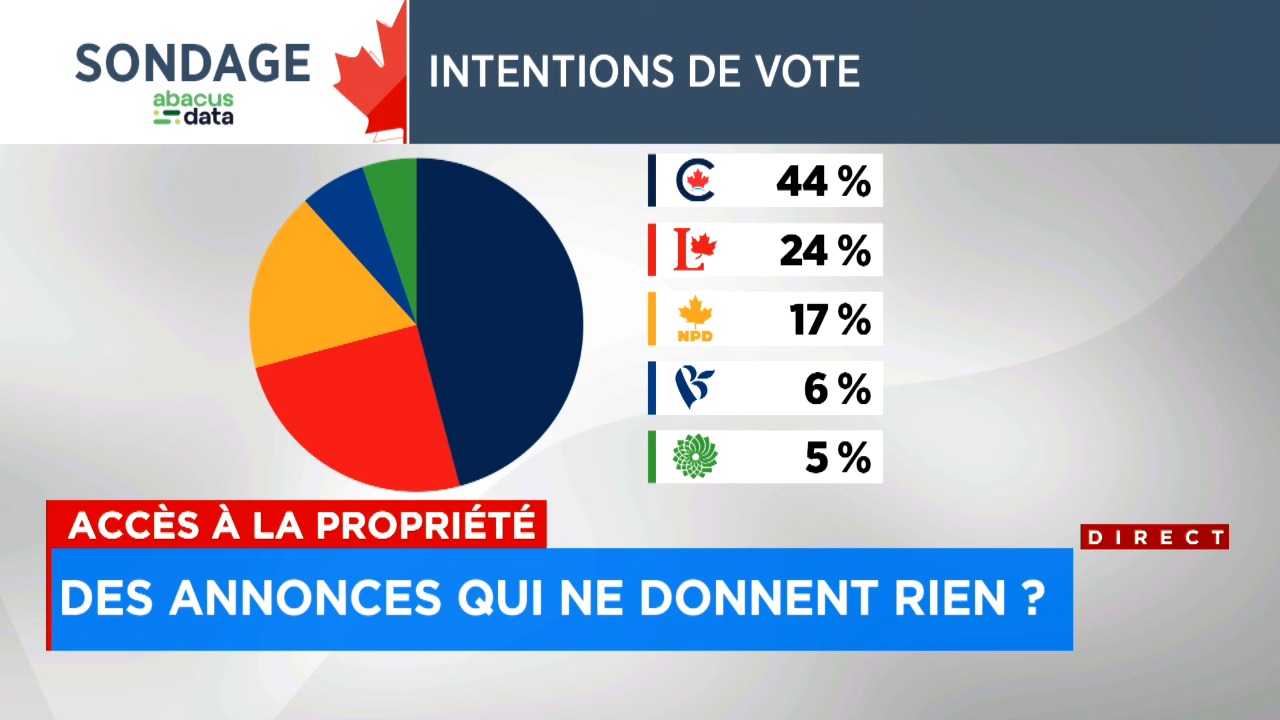 SONDAGE
abacus
data
INTENTIONS DE VOTE
44 %
L 24 %
NPD 17 %
6 %
5 %
ACCÈS À LA PROPRIÉTÉ
DIRECT
DES ANNONCES QUI NE DONNENT RIEN ?